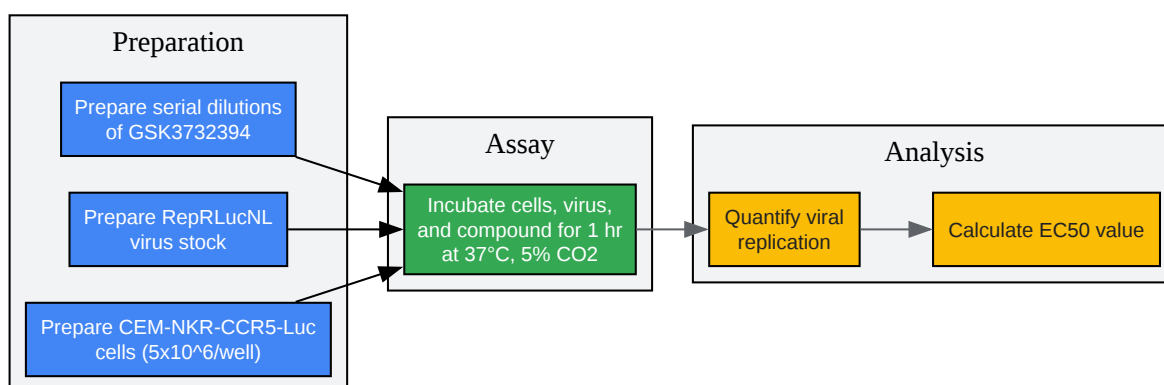 Preparation
Prepare serial dilutions
of GSK3732394
Prepare RepRLucNL
virus stock
Prepare CEM-NKR-CCR5-Luc
cells (5x10^6/well)
Assay
Incubate cells, virus,
and compound for 1 hr
at 37°C, 5% CO2
Analysis
Quantify viral
replication
Calculate EC50 value